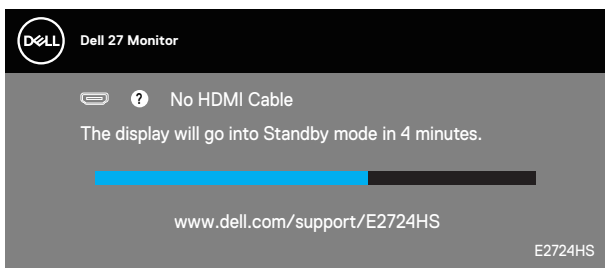 DELL Dell 27 Monitor
? No HDMI Cable
The display will go into Standby mode in 4 minutes.
www.dell.com/support/E2724HS
E2724HS